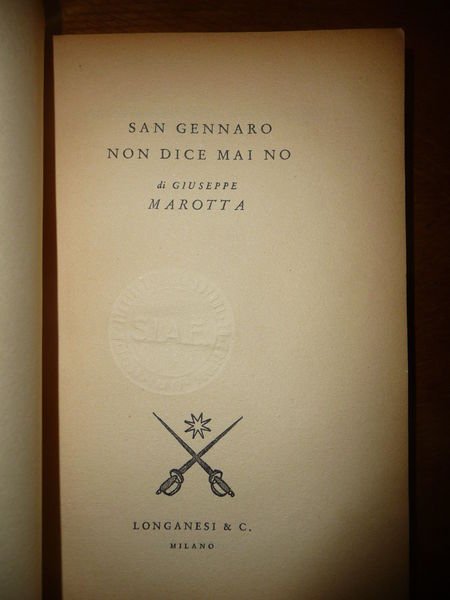 SAN GENNARO
NON DICE MAI NO
di GIUSEPPE
MAROTTA
S.I.A.E.
LONGANESI & C.
MILANO